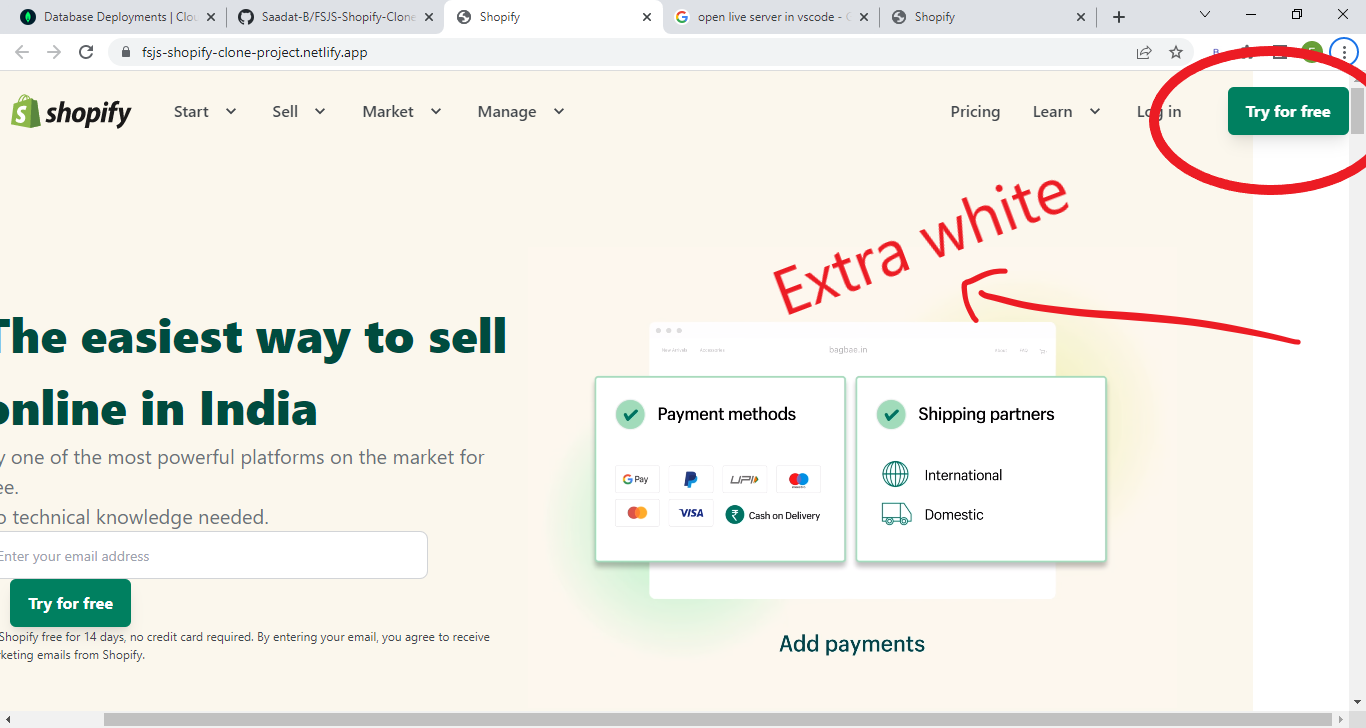 Database Deployments | Clou
Saadat-B/FSJS-Shopify-Clone
Shopify
open live server in vscode - G
Shopify
fsjs-shopify-clone-project.netlify.app
shopify
Start
Sell
Market
Manage
Pricing
Learn
Log in
Try for free
Extra white
The easiest way to sell
online in India
y one of the most powerful platforms on the market for
ee.
o technical knowledge needed.
Enter your email address
Try for free
Shopify free for 14 days, no credit card required. By entering your email, you agree to receive
keting emails from Shopify.
bagbae.in
Payment methods
G Pay
UPI
VISA
Cash on Delivery
Shipping partners
International
Domestic
Add payments